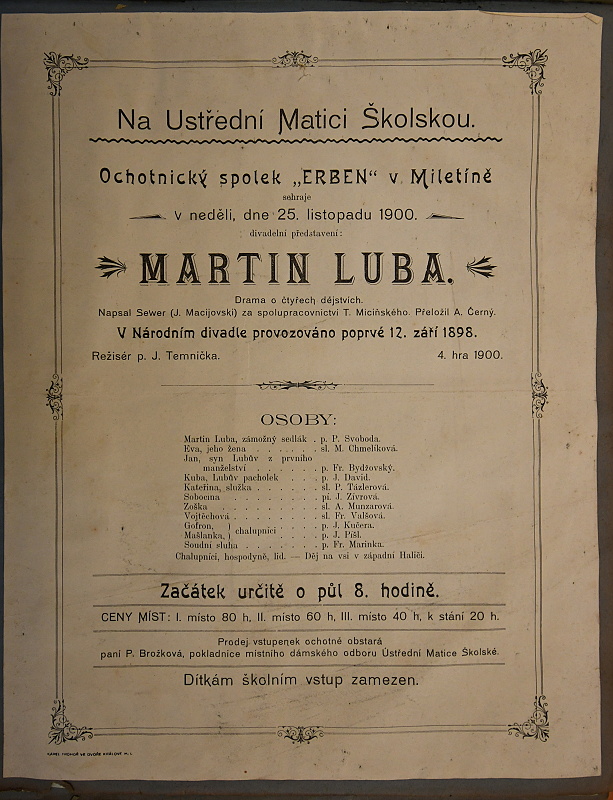 Na Ustřední Matici Školskou.
Ochotnický spolek „ERBEN“ v Miletíně
sehraje
v neděli, dne 25. listopadu 1900.
divadelní představení:
MARTIN LUBA.
Drama o čtyřech dějstvích.
Napsal Sewer (J. Macijovski) za spolupracovnictví T. Micińského. Přeložil A. Černý.
V Národním divadle provozováno poprvé 12. září 1898.
Režisér p. J. Temnička. 4. hra 1900.
OSOBY:
Martin Luba, zámožný sedlák . p. P. Svoboda.
Eva, jeho žena . . . . . . . sl. M. Chmelíková.
Jan, syn Lubův z prvního
manželství . . . . . . p. Fr. Bydžovský.
Kuba, Lubův pacholek . . . p. J. David.
Kateřina, služka . . . . . . sl. P. Tázlerová.
Sobocina . . . . . . . . . pí. J. Zívrová.
Zoška . . . . . . . . . . sl. A. Munzarová.
Vojtěchová . . . . . . . . sl. Fr. Valšová.
Gofron, } chalupníci . . . . p. J. Kučera.
Mašlanka, } p. J. Píšl.
Soudní sluha . . . . . . . p. Fr. Marinka.
Chalupníci, hospodyně, lid. — Děj na vsi v západní Haliči.
Začátek určitě o půl 8. hodině.
CENY MÍST: I. místo 80 h, II. místo 60 h, III. místo 40 h, k stání 20 h.
Prodej vstupenek ochotně obstará
paní P. Brožková, pokladnice místního dámského odboru Ústřední Matice Školské.
Dítkám školním vstup zamezen.
KAREL TROHOŘ VE DVOŘE KRÁLOVÉ N. L.